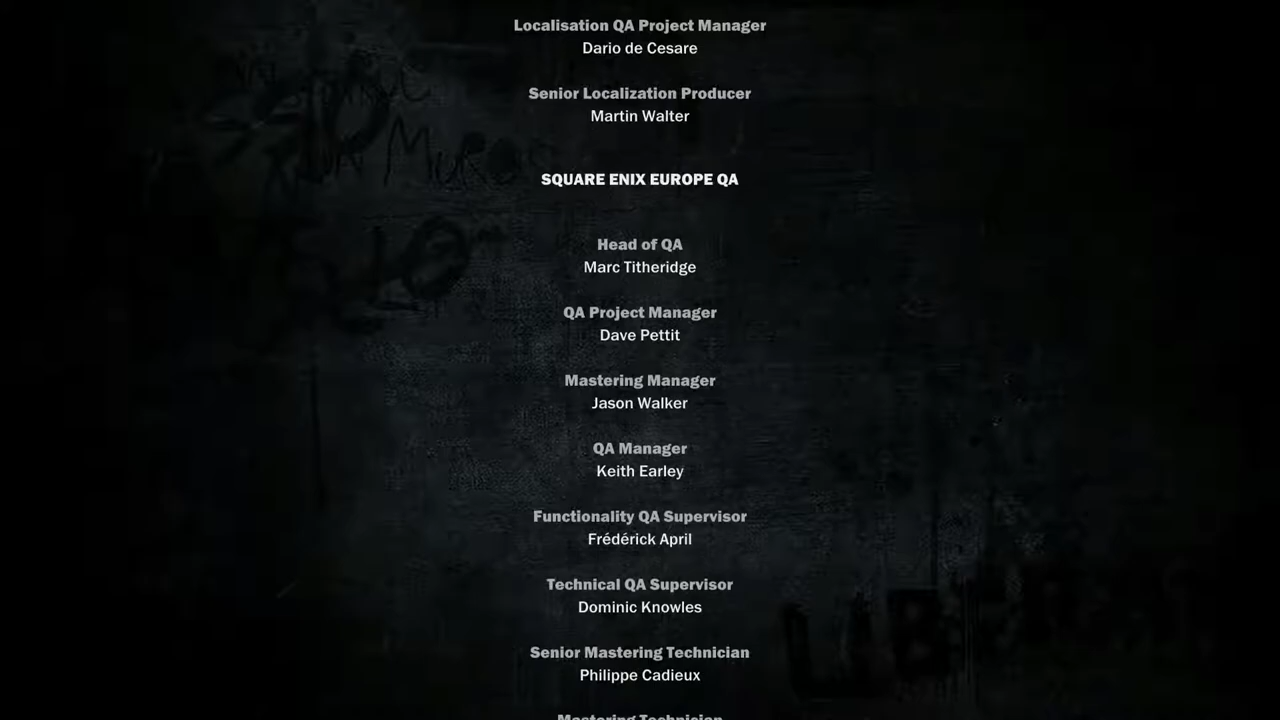 Localisation QA Project Manager
Dario de Cesare
Senior Localization Producer
Martin Walter
SQUARE ENIX EUROPE QA
Head of QA
Marc Titheridge
QA Project Manager
Dave Pettit
Mastering Manager
Jason Walker
QA Manager
Keith Earley
Functionality QA Supervisor
Frédérick April
Technical QA Supervisor
Dominic Knowles
Senior Mastering Technician
Philippe Cadieux
Mastering Technician